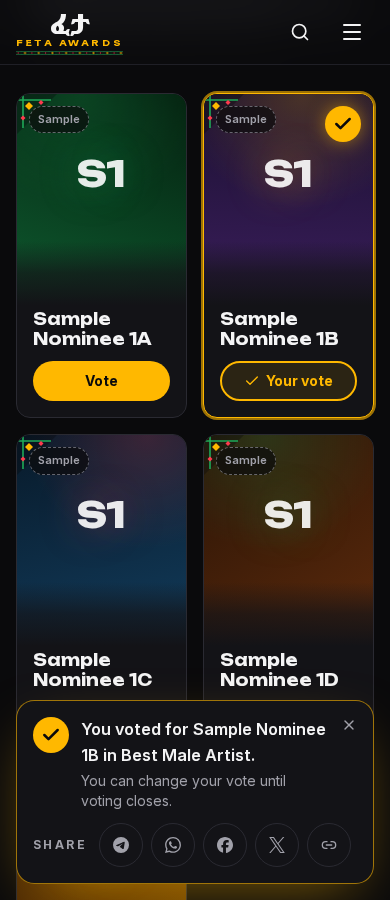 ፈታ
FETA AWARDS
Sample
S1
Sample
Nominee 1A
Vote
Sample
S1
Sample
Nominee 1B
Your vote
Sample
S1
Sample
Nominee 1C
Sample
S1
Sample
Nominee 1D
You voted for Sample Nominee
1B in Best Male Artist.
You can change your vote until
voting closes.
SHARE